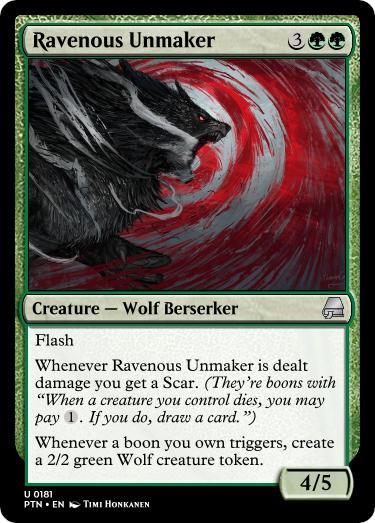 Ravenous Unmaker 3
Creature — Wolf Berserker
Flash
Whenever Ravenous Unmaker is dealt
damage you get a Scar. (They're boons with
“When a creature you control dies, you may
pay 1. If you do, draw a card.”)
Whenever a boon you own triggers, create
a 2/2 green Wolf creature token.
4/5
U 0181
PTN • EN Timi Honkanen